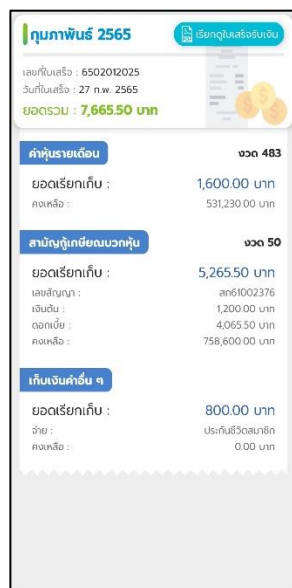 กุมภาพันธ์ 2565
เรียกดูใบเสร็จรับเงิน
เลขที่ใบเสร็จ : 6502012025
วันที่ใบเสร็จ : 27 ก.พ. 2565
ยอดรวม : 7,665.50 บาท
ค่าหุ้นรายเดือน งวด 483
ยอดเรียกเก็บ : 1,600.00 บาท
คงเหลือ : 531,230.00 บาท
สามัญกู้เกษียณบวกหุ้น งวด 50
ยอดเรียกเก็บ : 5,265.50 บาท
เลขสัญญา : สก61002376
เงินต้น : 1,200.00 บาท
ดอกเบี้ย : 4,065.50 บาท
คงเหลือ : 758,600.00 บาท
เก็บเงินค่าอื่น ๆ
ยอดเรียกเก็บ : 800.00 บาท
จ่าย : ประกันชีวิตสมาชิก
คงเหลือ : 0.00 บาท